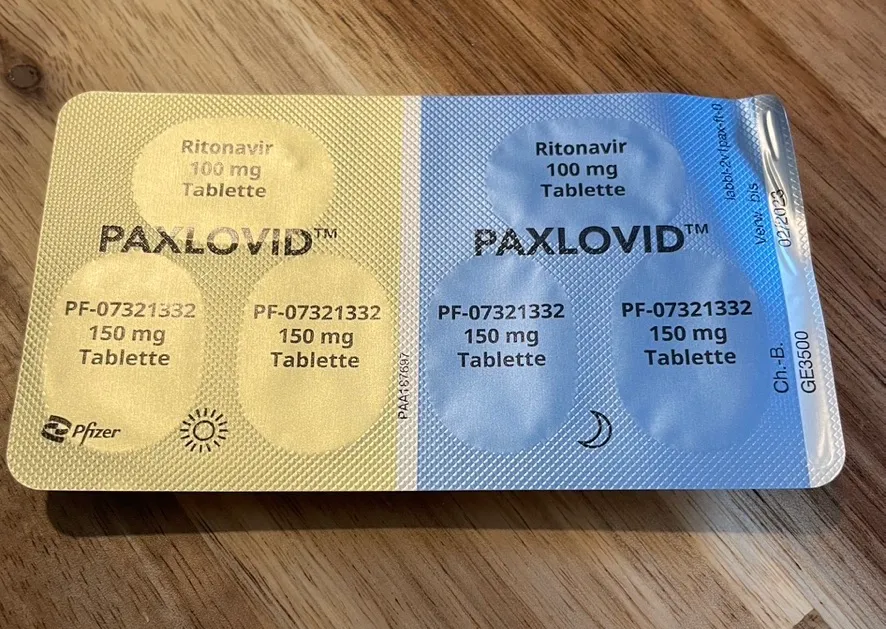 Ritonavir
100 mg
Tablette
PAXLOVID™
PF-07321332
150 mg
Tablette
PF-07321332
150 mg
Tablette
Pfizer
PAA187697
Ritonavir
100 mg
Tablette
PAXLOVID™
PF-07321332
150 mg
Tablette
PF-07321332
150 mg
Tablette
Verw. bis
02/2023
Ch.-B.
GE3500